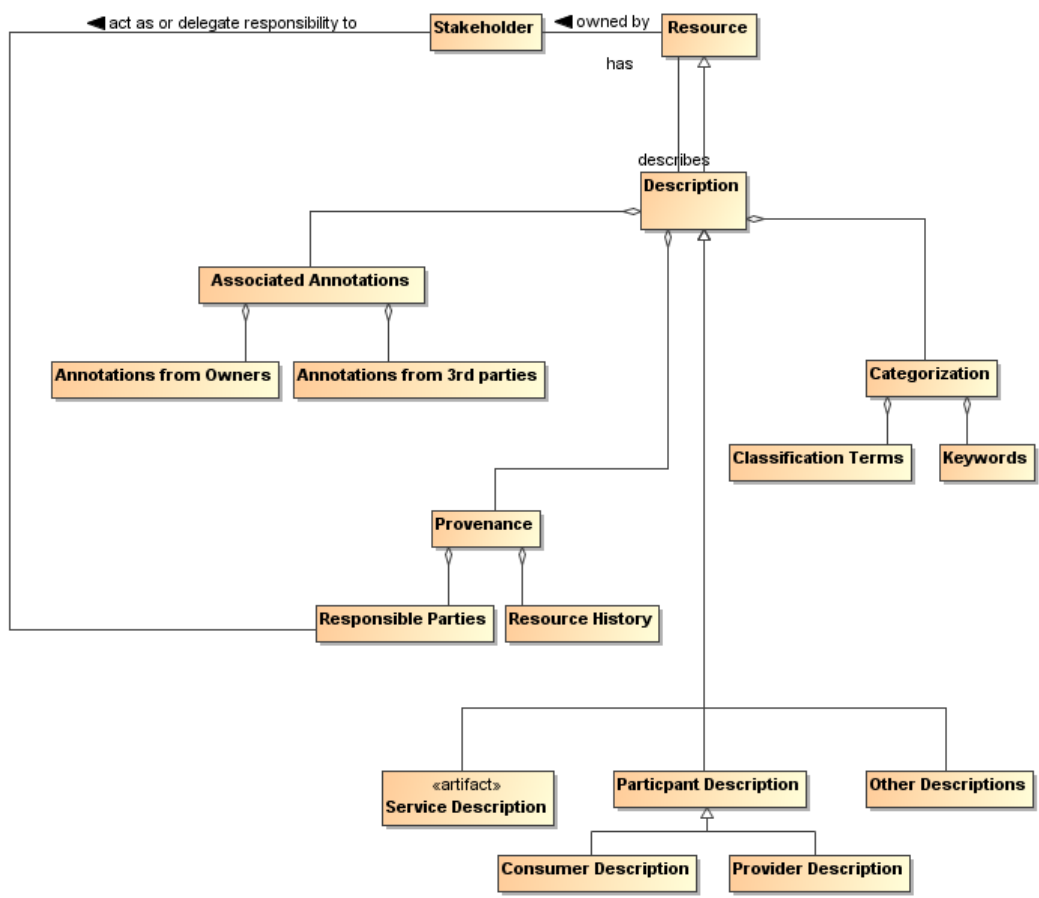 act as or delegate responsibility to
Stakeholder
owned by
Resource
has
describes
Description
Associated Annotations
Annotations from Owners
Annotations from 3rd parties
Categorization
Classification Terms
Keywords
Provenance
Responsible Parties
Resource History
«artifact»
Service Description
Particpant Description
Other Descriptions
Consumer Description
Provider Description